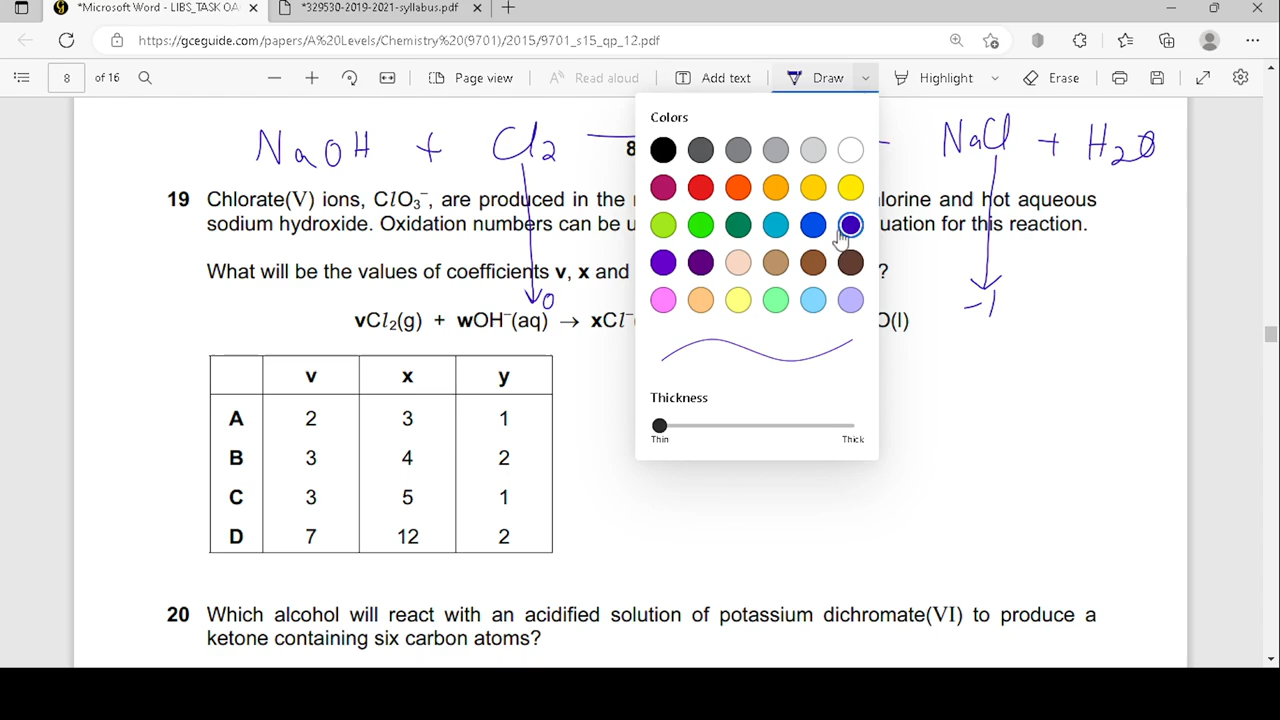 *Microsoft Word - LIBS_TASK OA
*329530-2019-2021-syllabus.pdf
https://gceguide.com/papers/A%20Levels/Chemistry%20(9701)/2015/9701_s15_qp_12.pdf
8 of 16
Page view
Read aloud
Add text
Draw
Highlight
Erase
Colors
NaOH + Cl₂
8
NaCl + H₂O
19 Chlorate(V) ions, ClO₃⁻, are produced in the
hlorine and hot aqueous
sodium hydroxide. Oxidation numbers can be u
uation for this reaction.
What will be the values of coefficients v, x and
?
0
-1
vCl₂(g) + wOH⁻(aq) → xCl⁻
O(l)
v x y
A 2 3 1
B 3 4 2
C 3 5 1
D 7 12 2
Thickness
Thin
Thick
20 Which alcohol will react with an acidified solution of potassium dichromate(VI) to produce a
ketone containing six carbon atoms?